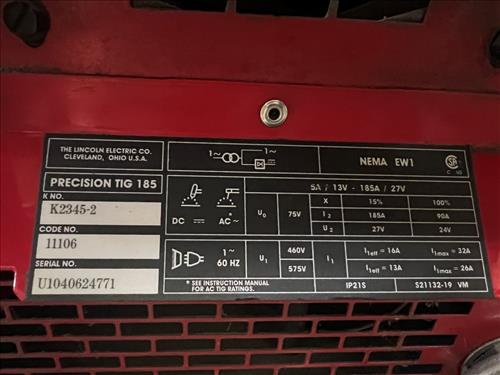 THE LINCOLN ELECTRIC CO.
CLEVELAND, OHIO U.S.A.
1~ 1~
NEMA EW1
C US
PRECISION TIG 185
K NO.
K2345-2
CODE NO.
11106
SERIAL NO.
U1040624771
DC AC*
5A / 13V - 185A / 27V
U0 75V
X 15% 100%
I2 185A 90A
U2 27V 24V
1~
60 HZ
U1
460V I1eff = 16A I1max = 32A
I1
575V I1eff = 13A I1max = 26A
* SEE INSTRUCTION MANUAL
FOR AC TIG RATINGS.
IP21S
S21132-19 VM